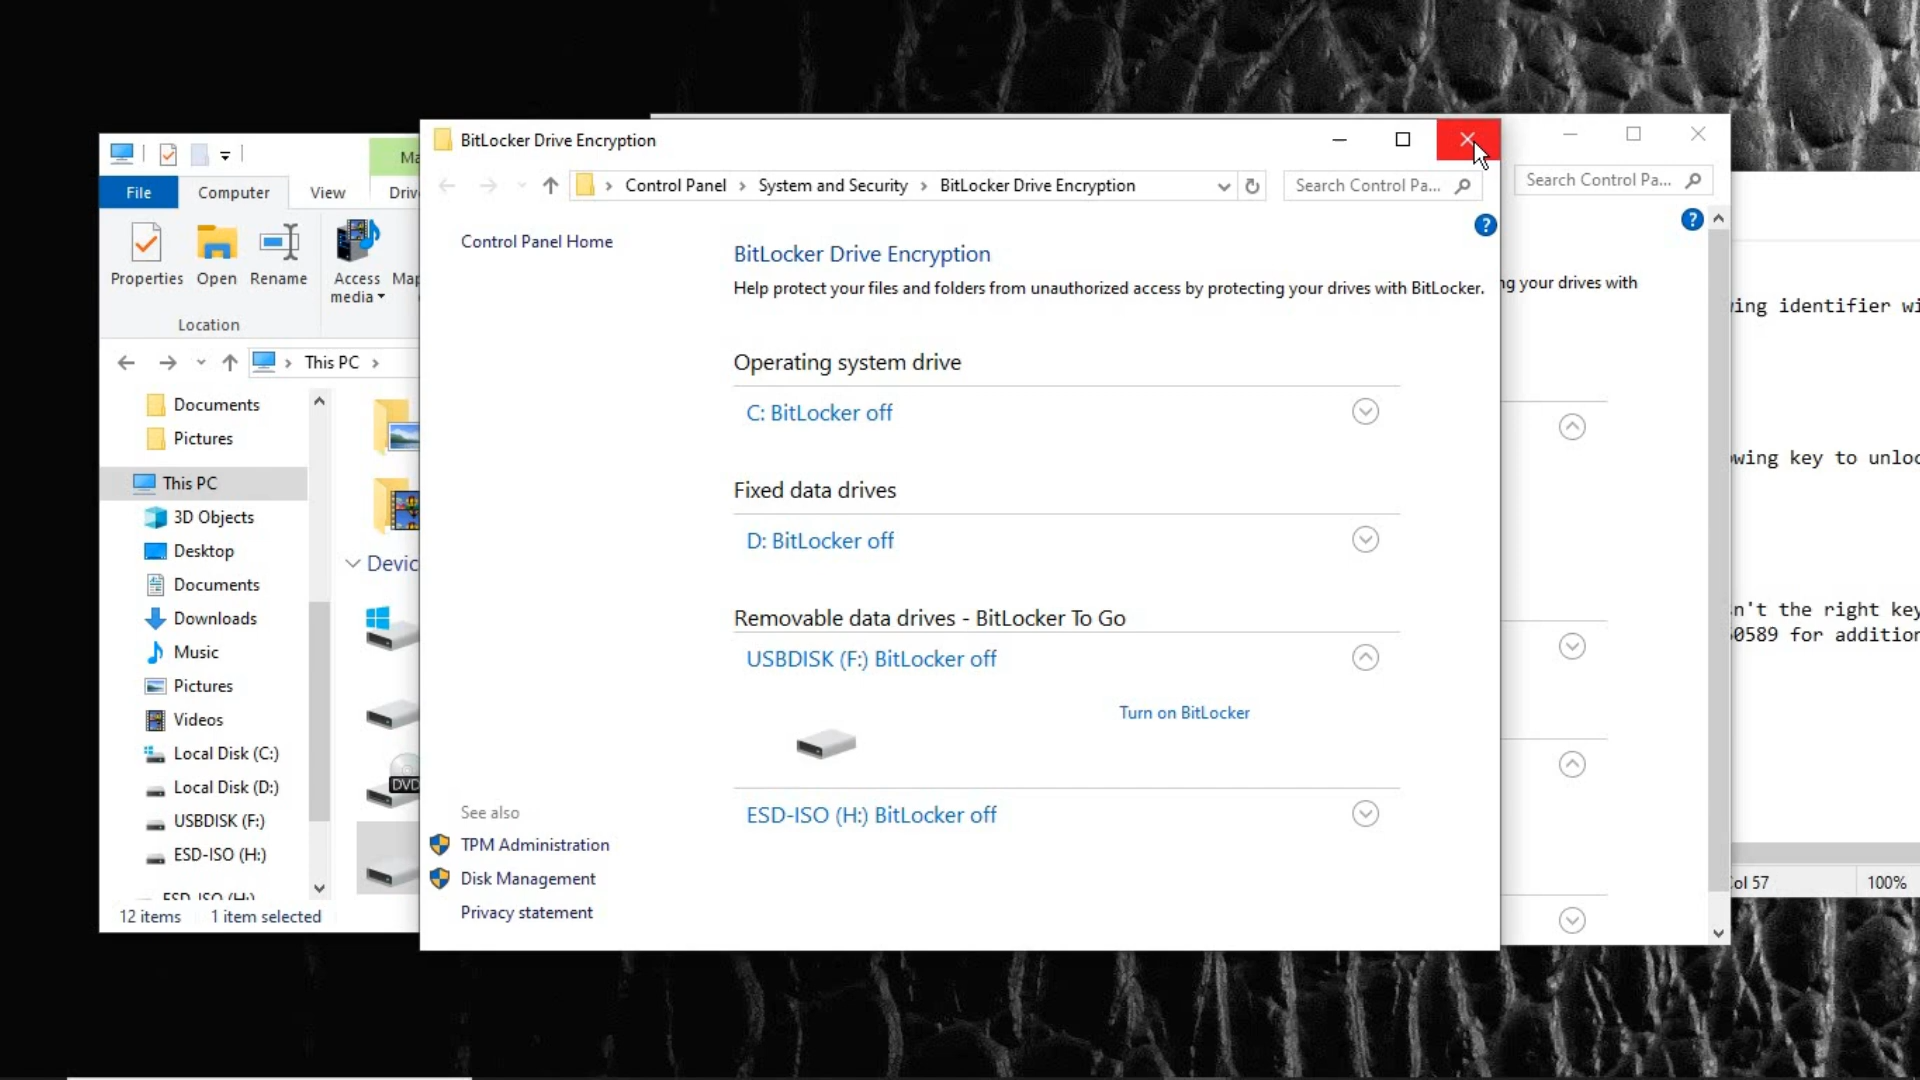 BitLocker Drive Encryption
Control Panel
System and Security
BitLocker Drive Encryption
Search Control Pa...
Control Panel Home
BitLocker Drive Encryption
Help protect your files and folders from unauthorized access by protecting your drives with BitLocker.
Operating system drive
C: BitLocker off
Fixed data drives
D: BitLocker off
Removable data drives - BitLocker To Go
USBDISK (F:) BitLocker off
Turn on BitLocker
ESD-ISO (H:) BitLocker off
See also
TPM Administration
Disk Management
Privacy statement
File
Computer
View
Properties
Open
Rename
Access
media
Location
This PC
Documents
Pictures
This PC
3D Objects
Desktop
Documents
Downloads
Music
Pictures
Videos
Local Disk (C:)
Local Disk (D:)
USBDISK (F:)
ESD-ISO (H:)
12 items
1 item selected
DVD
Search Control Pa...
your drives with
identifier
key to
n't the right key
0589 for
57
100%